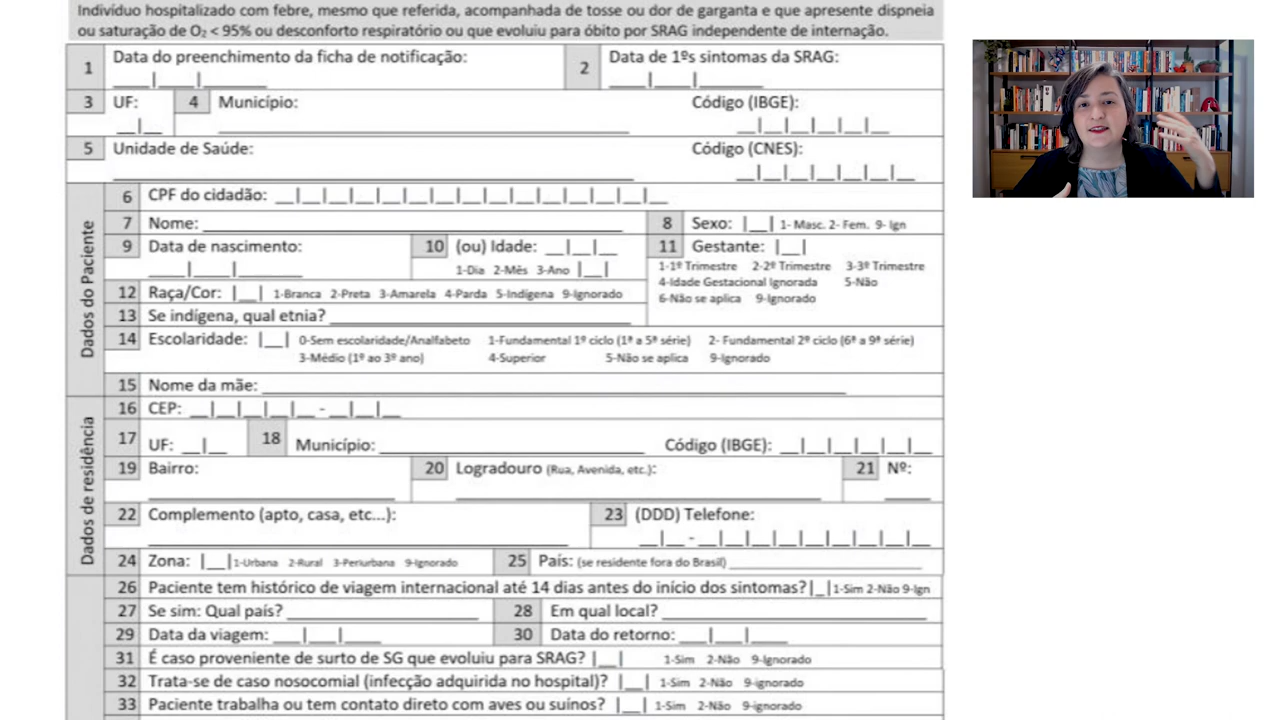 Indivíduo hospitalizado com febre, mesmo que referida, acompanhada de tosse ou dor de garganta e que apresente dispneia
ou saturação de O₂ < 95% ou desconforto respiratório ou que evoluiu para óbito por SRAG independente de internação.
1 Data do preenchimento da ficha de notificação: 2 Data de 1ºs sintomas da SRAG:
3 UF: 4 Município: Código (IBGE):
5 Unidade de Saúde: Código (CNES):
Dados do Paciente
6 CPF do cidadão:
7 Nome: 8 Sexo: |__| 1- Masc. 2- Fem. 9- Ign
9 Data de nascimento: 10 (ou) Idade: 11 Gestante: |__|
1-Dia 2-Mês 3-Ano |__|
1-1º Trimestre 2-2º Trimestre 3-3º Trimestre
4-Idade Gestacional Ignorada 5-Não
6-Não se aplica 9-Ignorado
12 Raça/Cor: |__| 1-Branca 2-Preta 3-Amarela 4-Parda 5-Indígena 9-Ignorado
13 Se indígena, qual etnia?
14 Escolaridade: |__| 0-Sem escolaridade/Analfabeto 1-Fundamental 1º ciclo (1ª a 5ª série) 2- Fundamental 2º ciclo (6ª a 9ª série)
3-Médio (1º ao 3º ano) 4-Superior 5-Não se aplica 9-Ignorado
15 Nome da mãe:
Dados de residência
16 CEP:
17 UF: 18 Município: Código (IBGE):
19 Bairro: 20 Logradouro (Rua, Avenida, etc.): 21 Nº:
22 Complemento (apto, casa, etc...): 23 (DDD) Telefone:
24 Zona: |__| 1-Urbana 2-Rural 3-Periurbana 9-Ignorado 25 País: (se residente fora do Brasil)
26 Paciente tem histórico de viagem internacional até 14 dias antes do início dos sintomas? |_| 1-Sim 2-Não 9-Ign
27 Se sim: Qual país? 28 Em qual local?
29 Data da viagem: 30 Data do retorno:
31 É caso proveniente de surto de SG que evoluiu para SRAG? |__| 1-Sim 2-Não 9-Ignorado
32 Trata-se de caso nosocomial (infecção adquirida no hospital)? |__| 1-Sim 2-Não 9-ignorado
33 Paciente trabalha ou tem contato direto com aves ou suínos? |__| 1-Sim 2-Não 9-ignorado